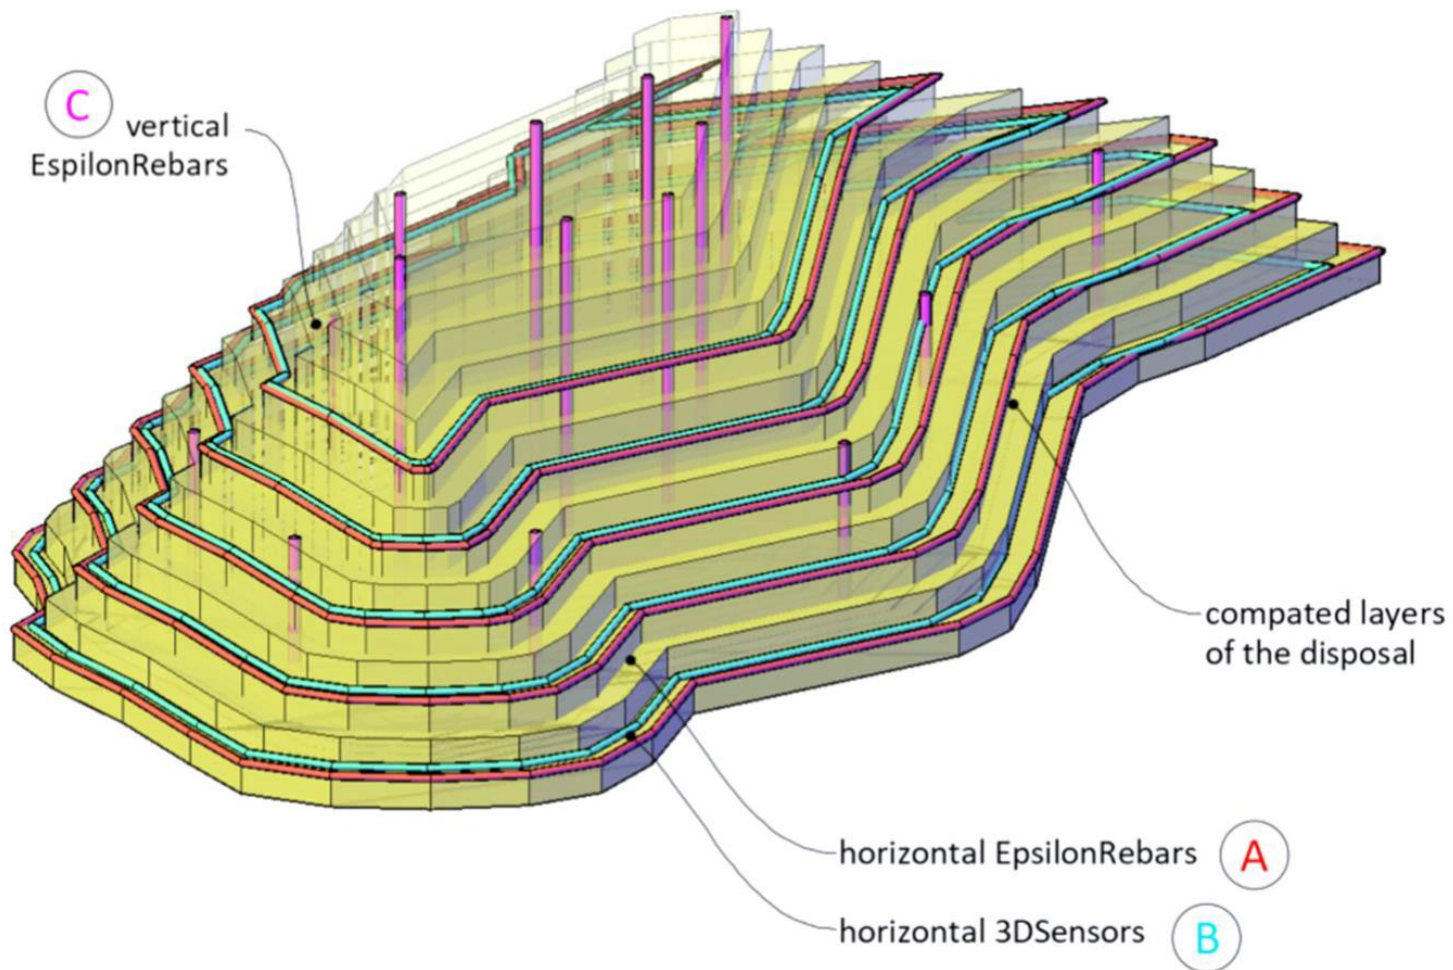 C
vertical
EspilonRebars
compated layers
of the disposal
horizontal EpsilonRebars A
horizontal 3DSensors B